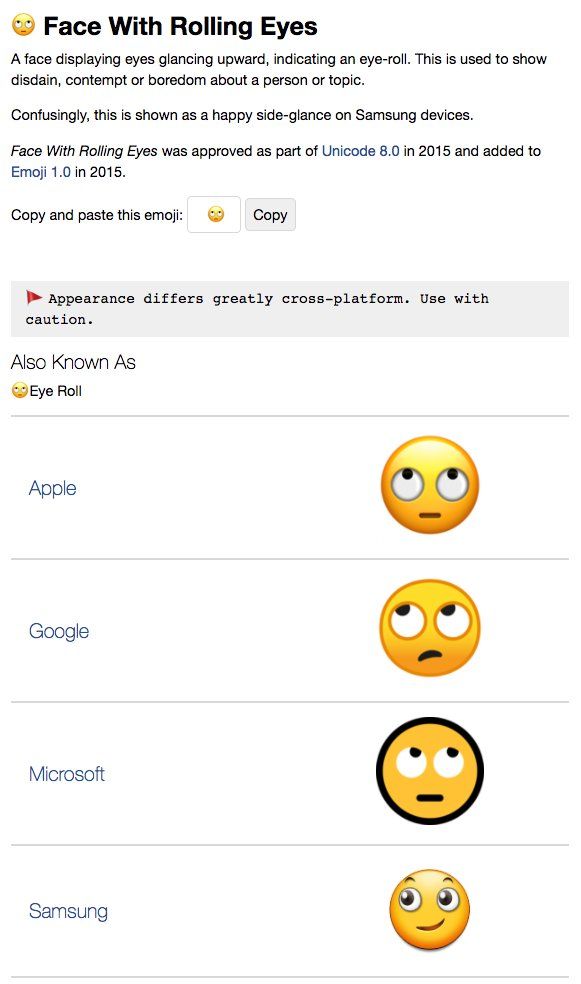 🙄 Face With Rolling Eyes
A face displaying eyes glancing upward, indicating an eye-roll. This is used to show
disdain, contempt or boredom about a person or topic.
Confusingly, this is shown as a happy side-glance on Samsung devices.
Face With Rolling Eyes was approved as part of Unicode 8.0 in 2015 and added to
Emoji 1.0 in 2015.
Copy and paste this emoji: 🙄 Copy
🚩 Appearance differs greatly cross-platform. Use with
caution.
Also Known As
🙄Eye Roll
Apple
Google
Microsoft
Samsung